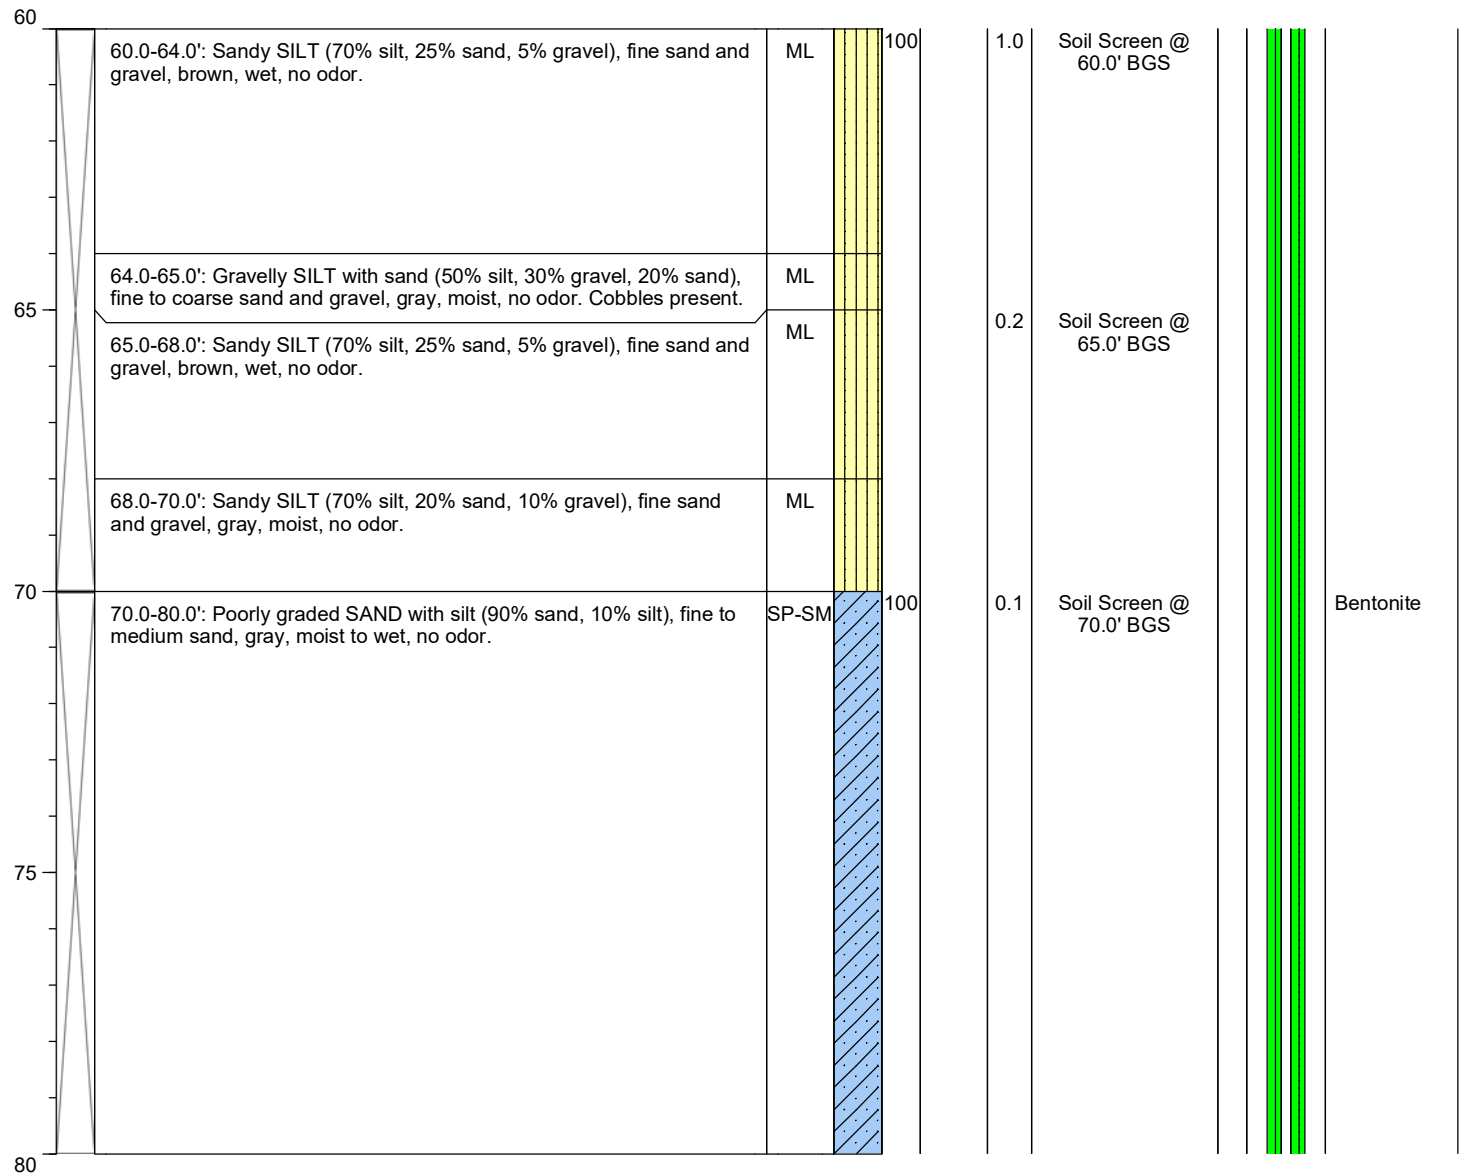 60
60.0-64.0': Sandy SILT (70% silt, 25% sand, 5% gravel), fine sand and
gravel, brown, wet, no odor.
ML
100
1.0
Soil Screen @
60.0' BGS
64.0-65.0': Gravelly SILT with sand (50% silt, 30% gravel, 20% sand),
fine to coarse sand and gravel, gray, moist, no odor. Cobbles present.
ML
65
65.0-68.0': Sandy SILT (70% silt, 25% sand, 5% gravel), fine sand and
gravel, brown, wet, no odor.
ML
0.2
Soil Screen @
65.0' BGS
68.0-70.0': Sandy SILT (70% silt, 20% sand, 10% gravel), fine sand
and gravel, gray, moist, no odor.
ML
70
70.0-80.0': Poorly graded SAND with silt (90% sand, 10% silt), fine to
medium sand, gray, moist to wet, no odor.
SP-SM
100
0.1
Soil Screen @
70.0' BGS
Bentonite
75
80